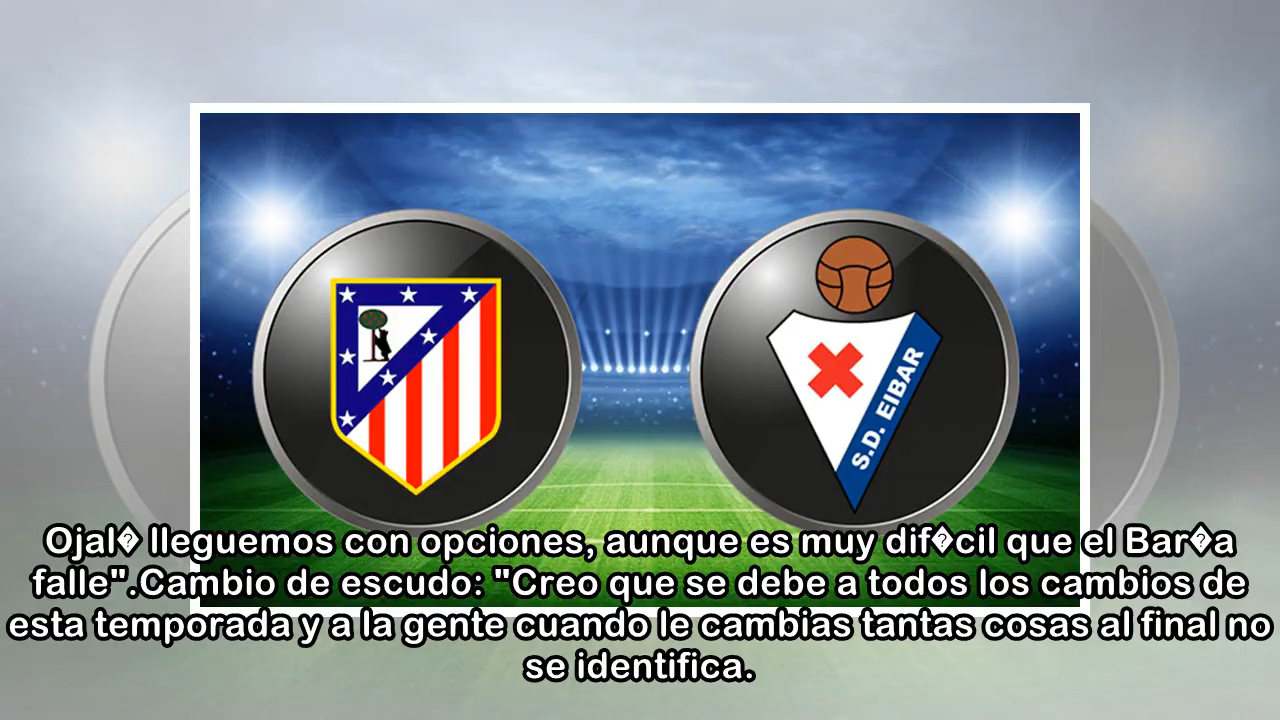 S.D. EIBAR
Ojal� lleguemos con opciones, aunque es muy dif�cil que el Bar�a
falle".Cambio de escudo: "Creo que se debe a todos los cambios de
esta temporada y a la gente cuando le cambias tantas cosas al final no
se identifica.